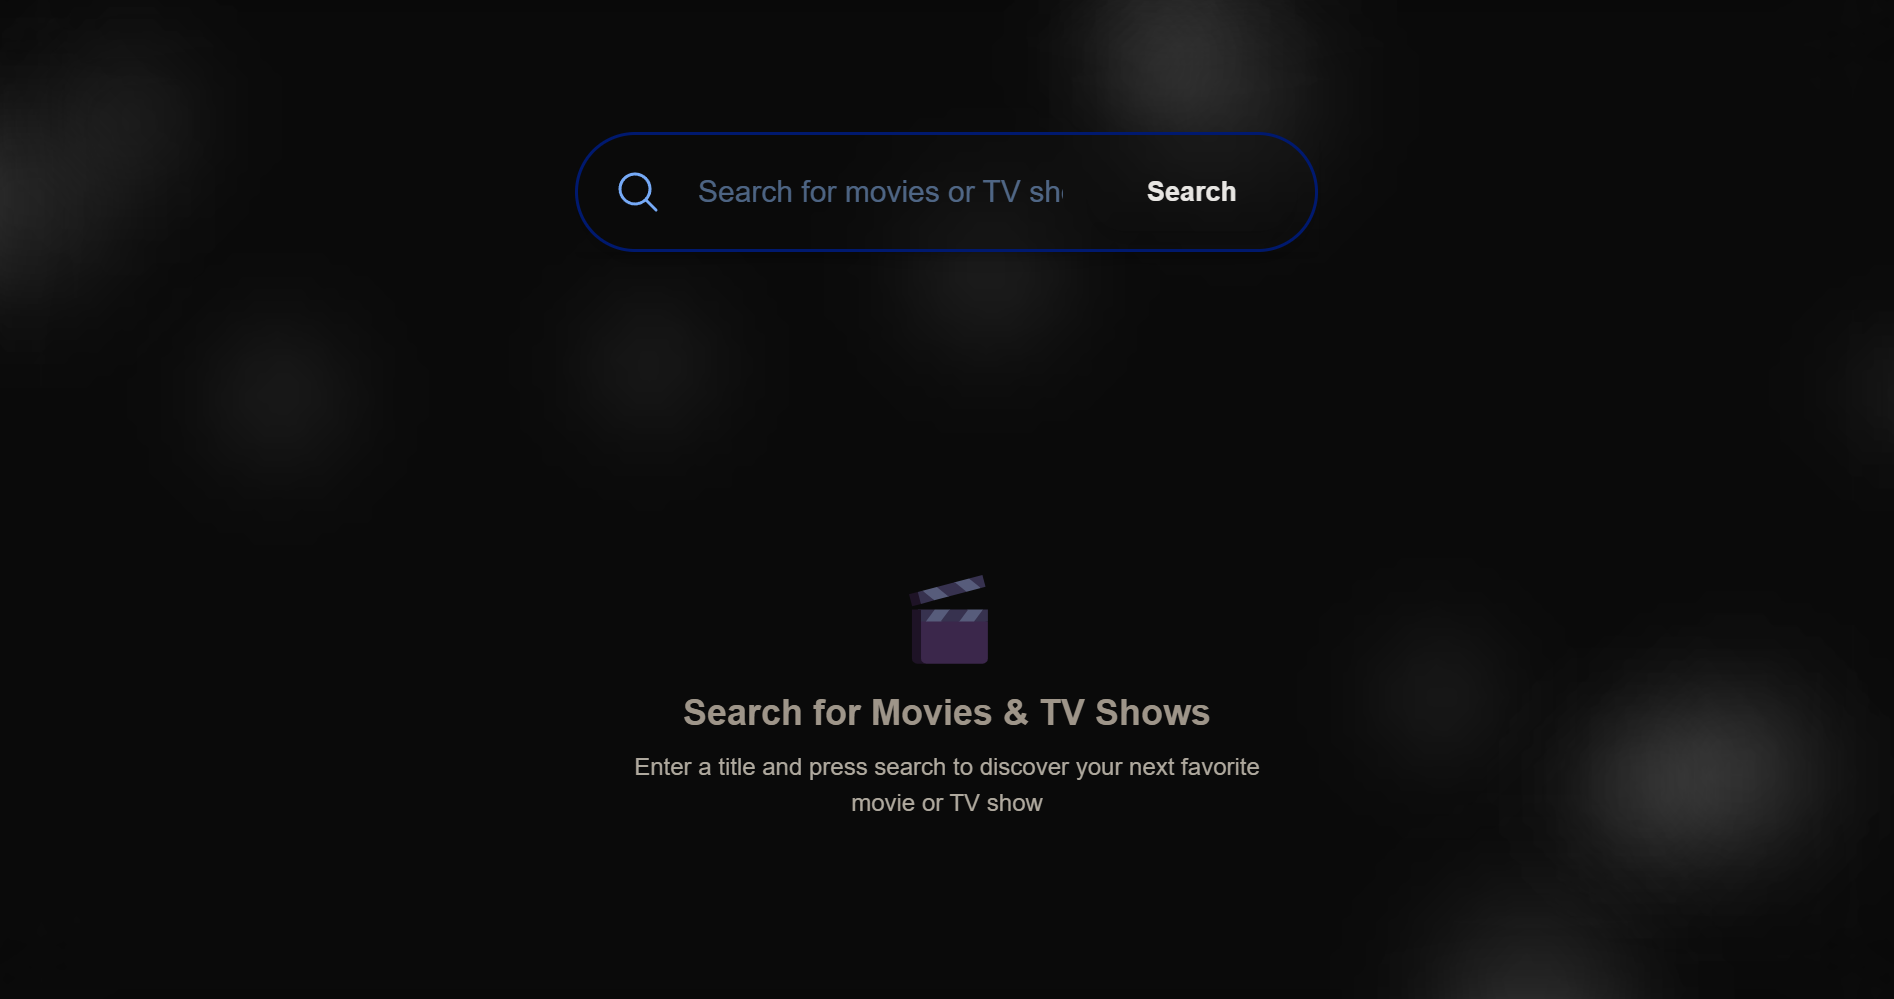 Search for movies or TV sh
Search
Search for Movies & TV Shows
Enter a title and press search to discover your next favorite
movie or TV show